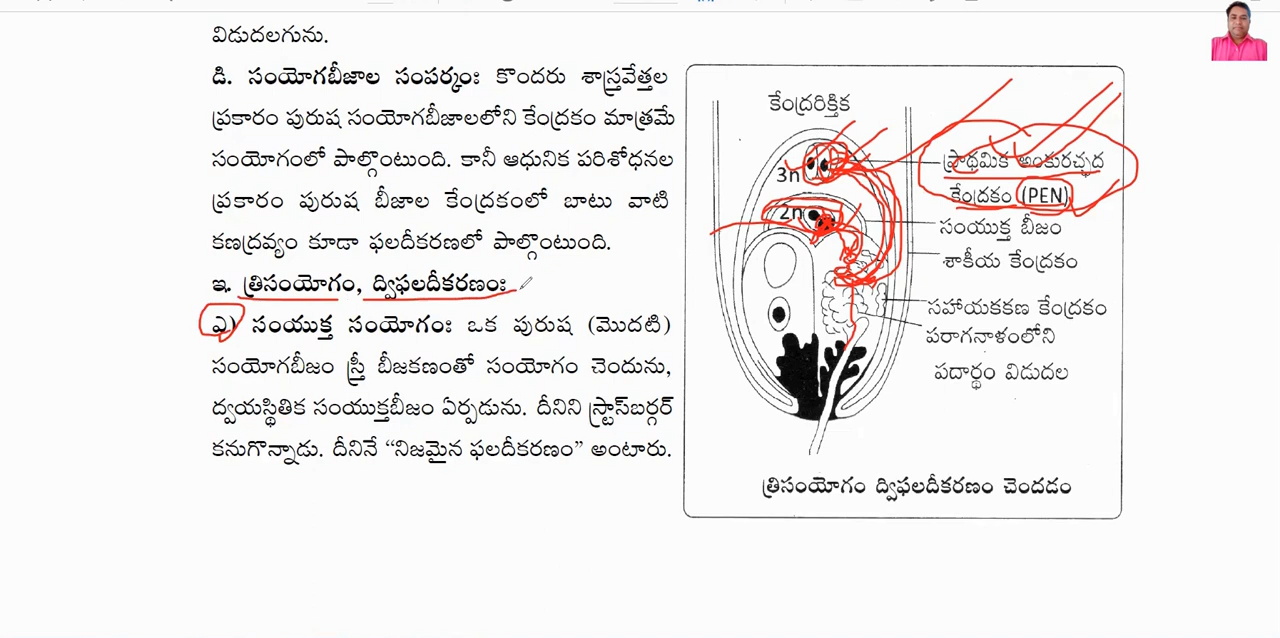 విడుదలగును.
డి. సంయోగబీజాల సంపర్కంః కొందరు శాస్త్రవేత్తల
ప్రకారం పురుష సంయోగబీజాలలోని కేంద్రకం మాత్రమే
సంయోగంలో పాల్గొంటుంది. కానీ ఆధునిక పరిశోధనల
ప్రకారం పురుష బీజాల కేంద్రకంలో బాటు వాటి
కణద్రవ్యం కూడా ఫలదీకరణలో పాల్గొంటుంది.
ఇ. త్రిసంయోగం, ద్విఫలదీకరణంః
ఎ) సంయుక్త సంయోగంః ఒక పురుష (మొదటి)
సంయోగబీజం స్త్రీ బీజకణంతో సంయోగం చెందును,
ద్వయస్థితిక సంయుక్తబీజం ఏర్పడును. దీనిని స్ట్రాస్‌బర్గర్
కనుగొన్నాడు. దీనినే “నిజమైన ఫలదీకరణం” అంటారు.
కేంద్రరిక్తిక
ప్రాథమిక అంకురచ్ఛద
3n
కేంద్రకం (PEN)
2n
సంయుక్త బీజం
శాకీయ కేంద్రకం
సహాయకకణ కేంద్రకం
పరాగనాళంలోని
పదార్థం విడుదల
త్రిసంయోగం ద్విఫలదీకరణం చెందడం